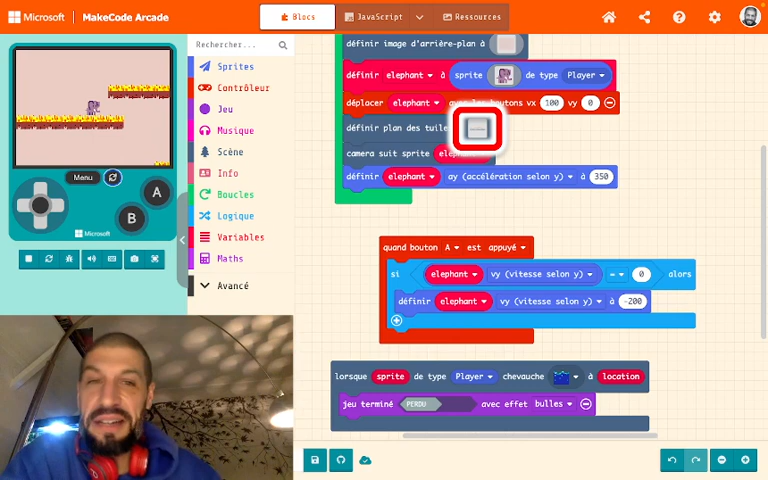 Microsoft
MakeCode Arcade
Blocs
JavaScript
Ressources
Rechercher...
Sprites
Contrôleur
Jeu
Musique
Scène
Info
Boucles
Logique
Variables
Maths
Avancé
Menu
A
B
Microsoft
définir image d'arrière-plan à
définir elephant à sprite de type Player
déplacer elephant avec les boutons vx 100 vy 0
définir plan des tuile
camera suit sprite
définir elephant ay (accélération selon y) à 350
quand bouton A est appuyé
si elephant vy (vitesse selon y) = 0 alors
définir elephant vy (vitesse selon y) à -200
lorsque sprite de type Player chevauche à location
jeu terminé PERDU avec effet bulles